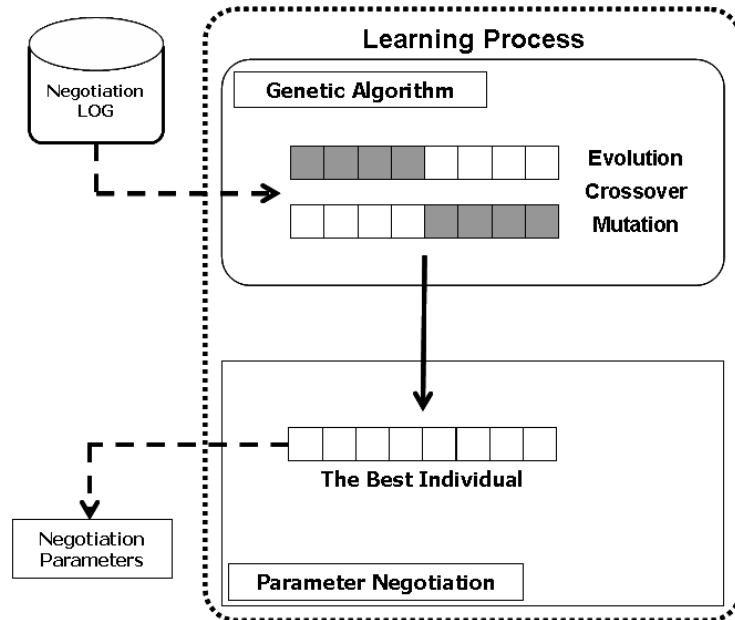 Learning Process
Negotiation
LOG
Genetic Algorithm
Evolution
Crossover
Mutation
The Best Individual
Negotiation
Parameters
Parameter Negotiation